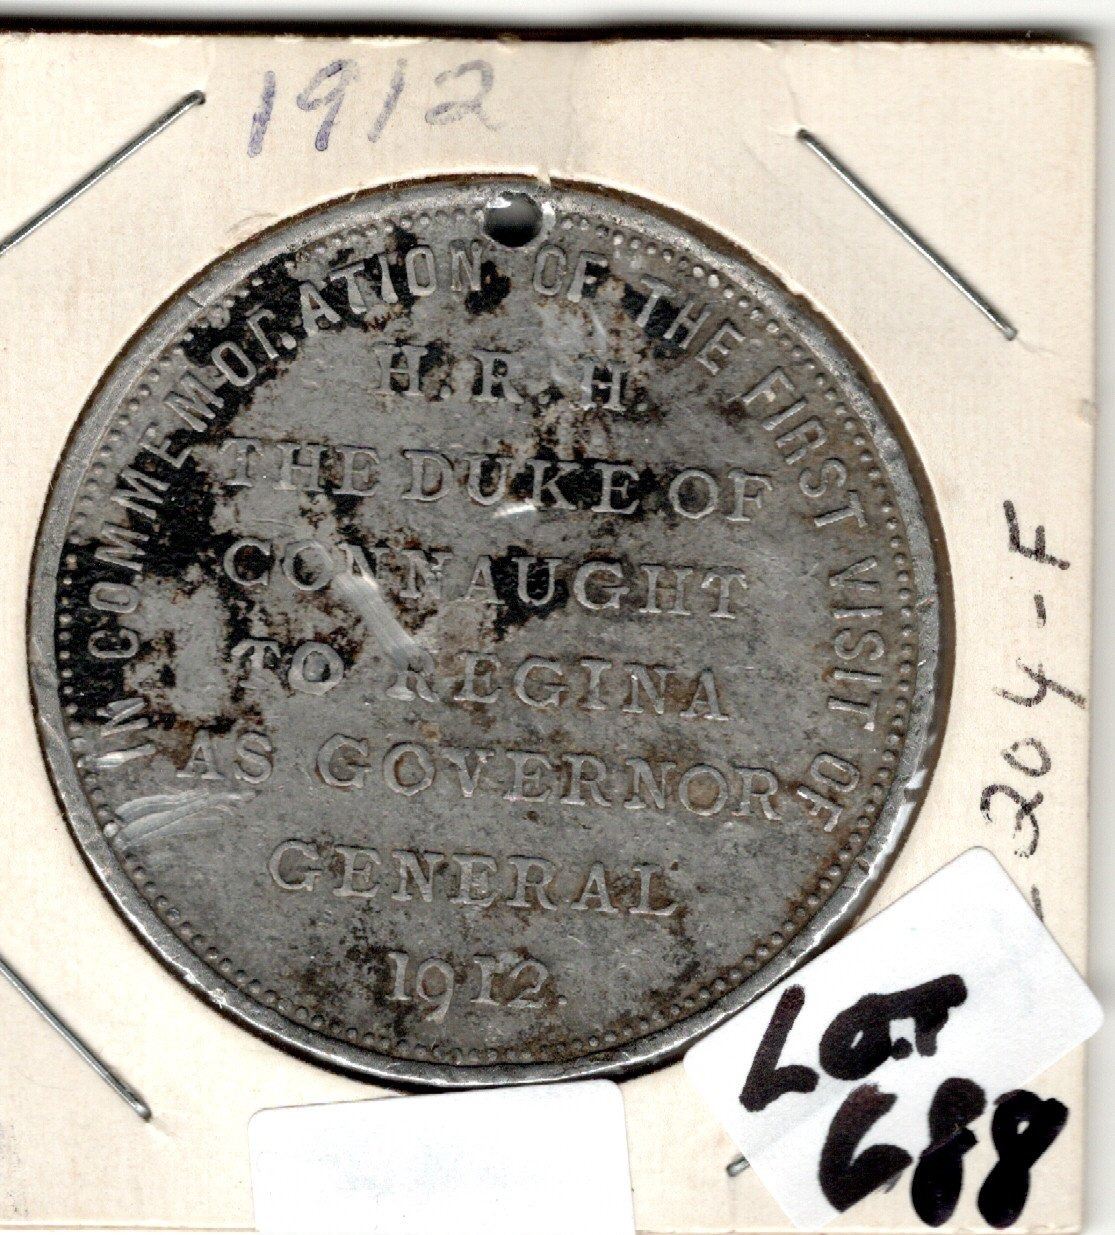 1912
IN COMMEMORATION OF THE FIRST VISIT OF
H.R.H.
THE DUKE OF
CONNAUGHT
TO REGINA
AS GOVERNOR
GENERAL
1912.
204-F
LOT
688